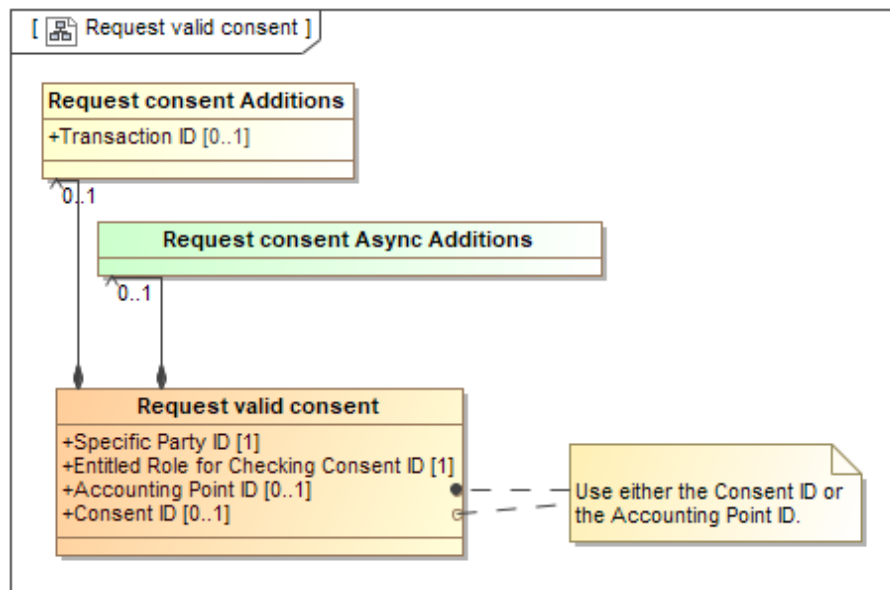 [ Request valid consent ]
Request consent Additions
+Transaction ID [0..1]
0..1
Request consent Async Additions
0..1
Request valid consent
+Specific Party ID [1]
+Entitled Role for Checking Consent ID [1]
+Accounting Point ID [0..1]
+Consent ID [0..1]
Use either the Consent ID or
the Accounting Point ID.